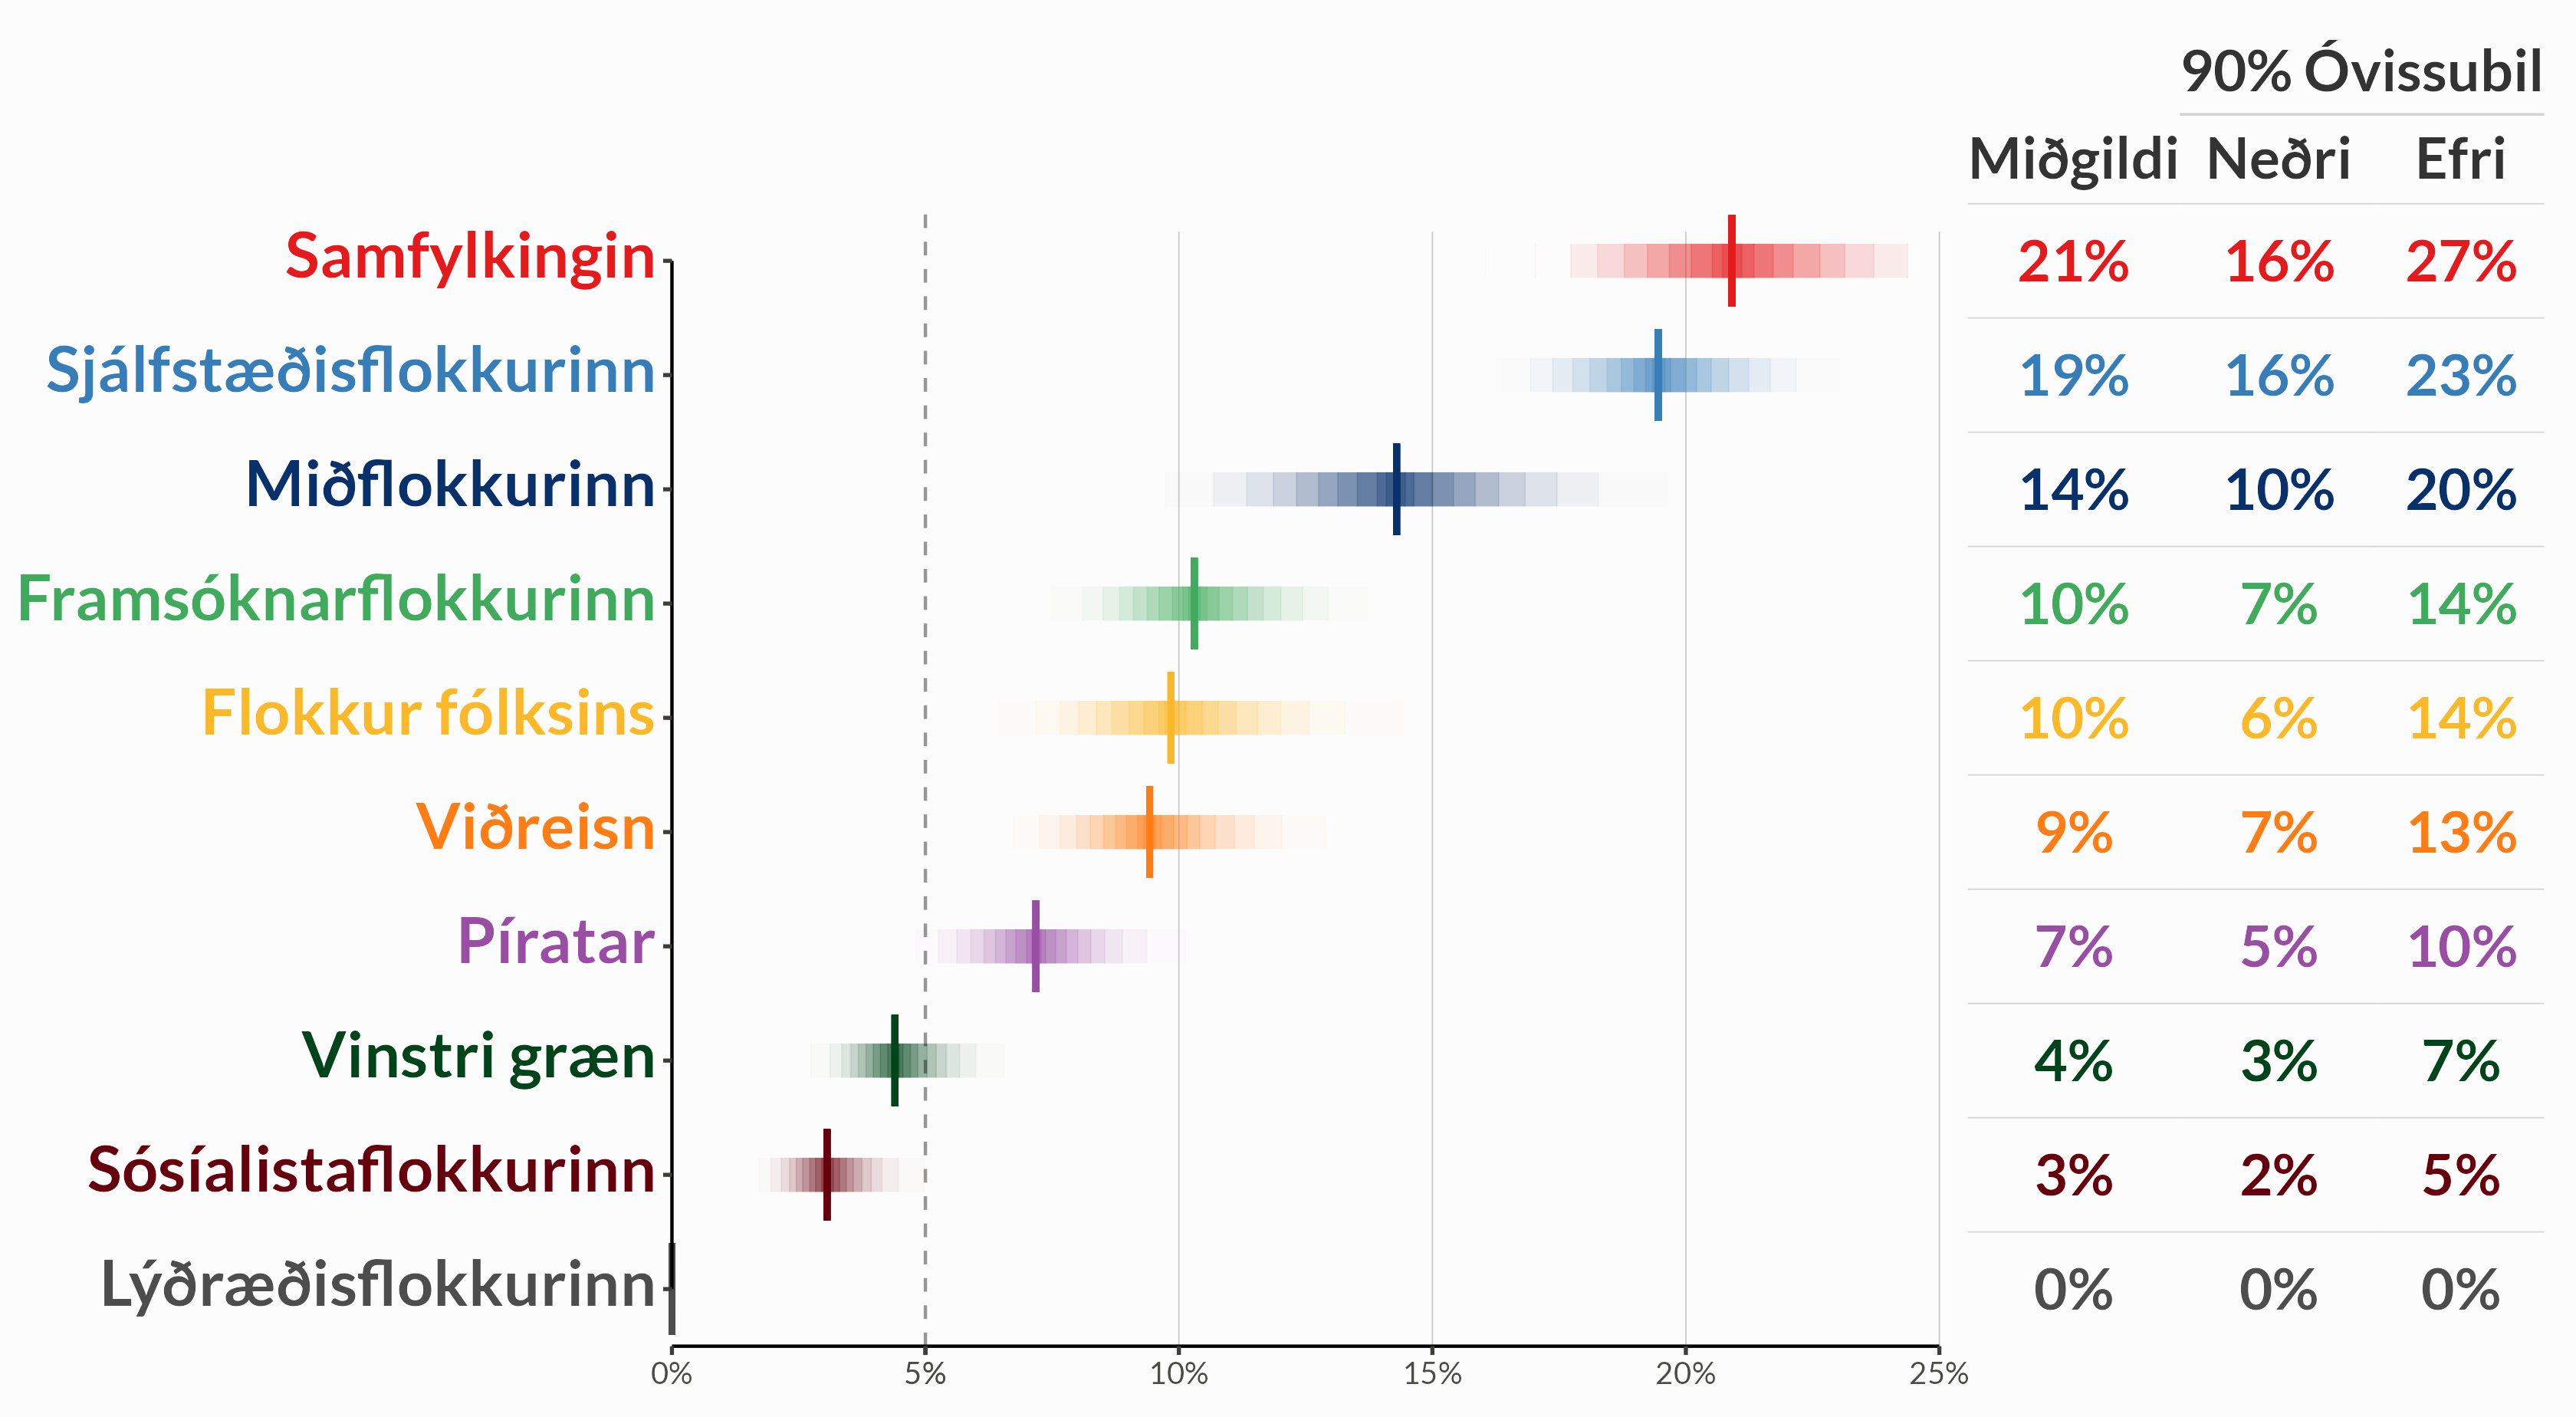 90% Óvissubil
Miðgildi Neðri Efri
Samfylkingin 21% 16% 27%
Sjálfstæðisflokkurinn 19% 16% 23%
Miðflokkurinn 14% 10% 20%
Framsóknarflokkurinn 10% 7% 14%
Flokkur fólksins 10% 6% 14%
Viðreisn 9% 7% 13%
Píratar 7% 5% 10%
Vinstri græn 4% 3% 7%
Sósíalistaflokkurinn 3% 2% 5%
Lýðræðisflokkurinn 0% 0% 0%
0% 5% 10% 15% 20% 25%